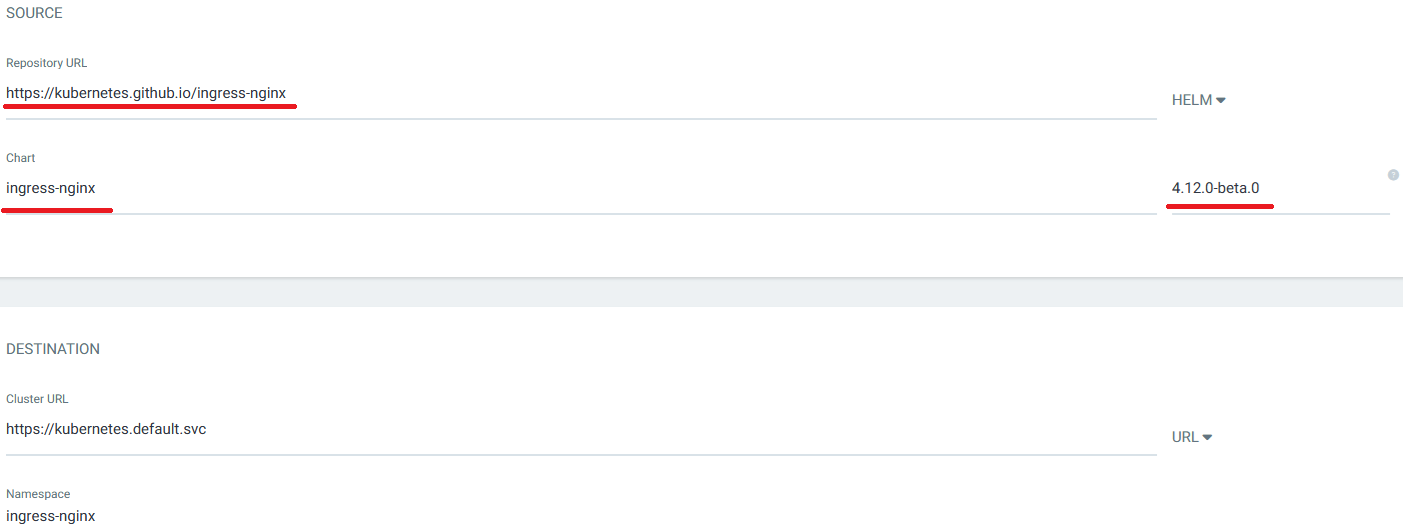 SOURCE
Repository URL
https://kubernetes.github.io/ingress-nginx
HELM
Chart
ingress-nginx
4.12.0-beta.0
?
DESTINATION
Cluster URL
https://kubernetes.default.svc
URL
Namespace
ingress-nginx